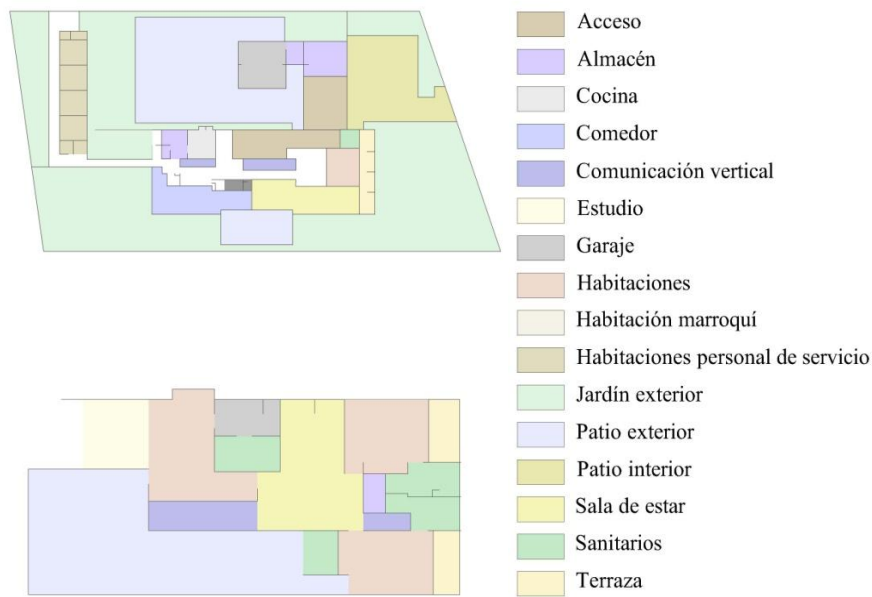 Acceso
Almacén
Cocina
Comedor
Comunicación vertical
Estudio
Garaje
Habitaciones
Habitación marroquí
Habitaciones personal de servicio
Jardín exterior
Patio exterior
Patio interior
Sala de estar
Sanitarios
Terraza